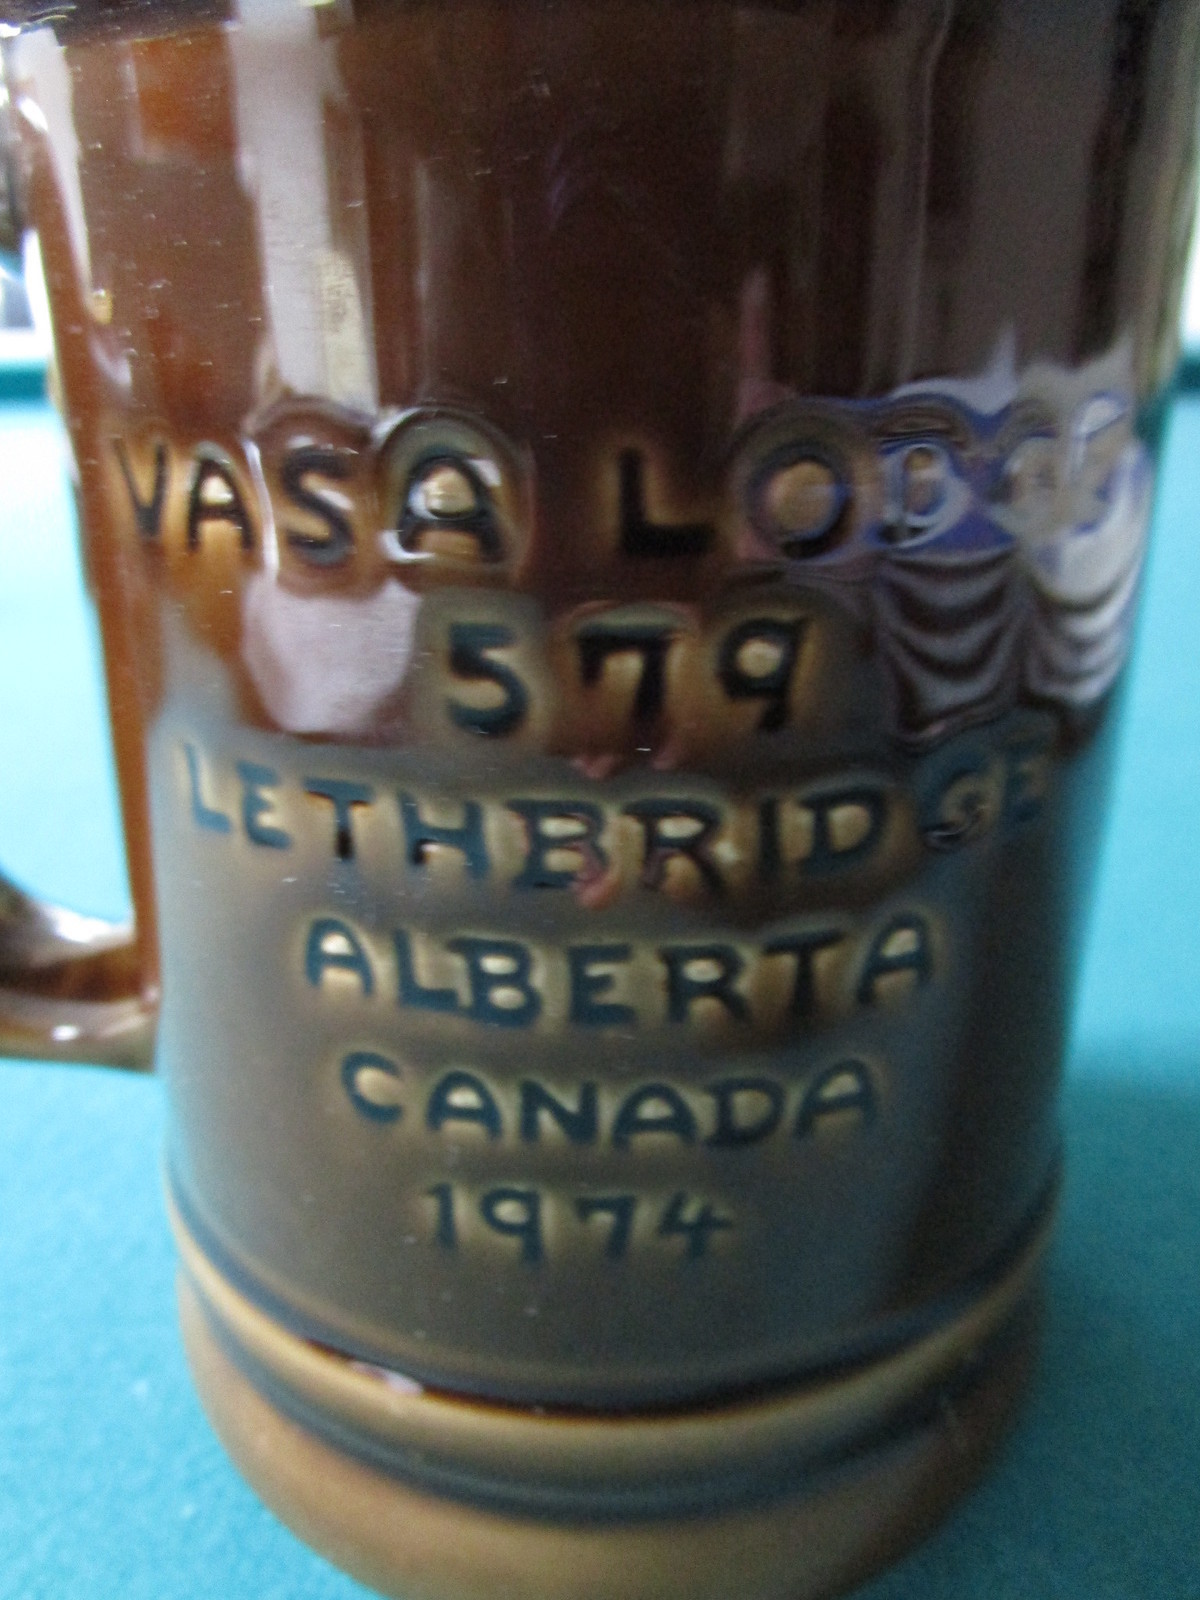 VASA LODGE
579
LETHBRIDGE
ALBERTA
CANADA
1974